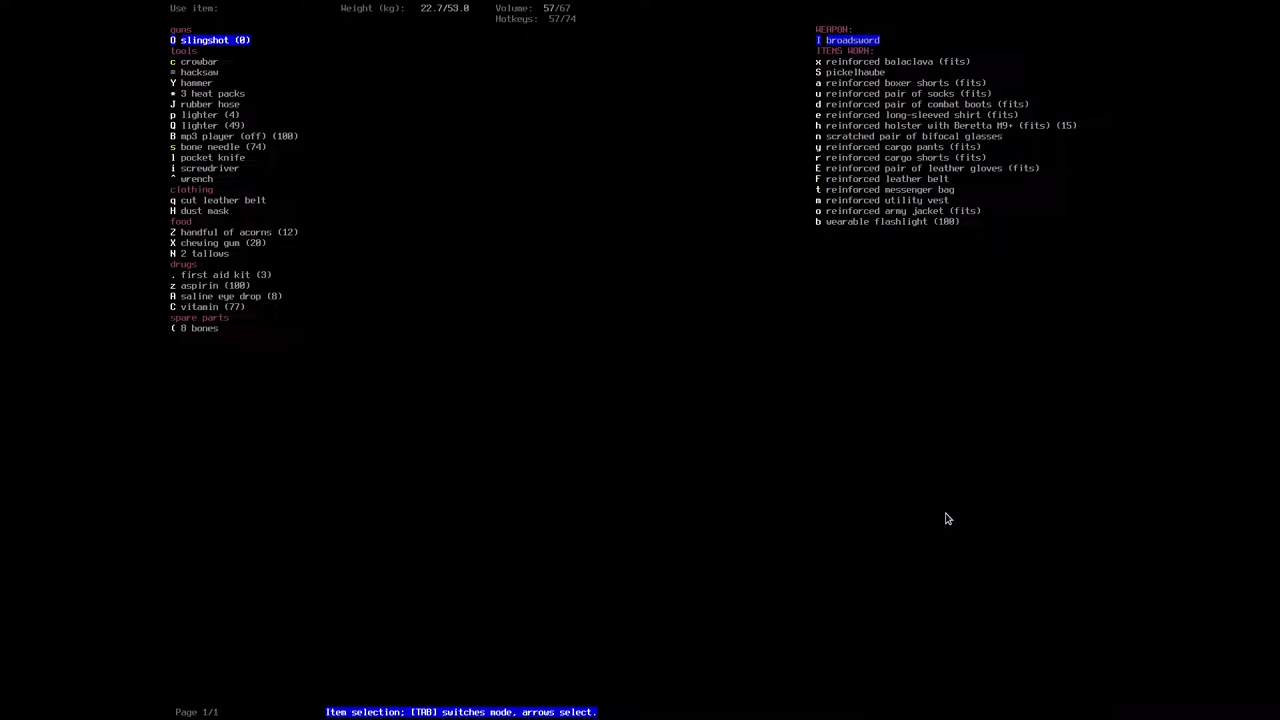 Use item: Weight (kg): 22.7/53.0 Volume: 57/67
Hotkeys: 57/74
guns
O slingshot (0)
tools
c crowbar
= hacksaw
Y hammer
* 3 heat packs
J rubber hose
p lighter (4)
Q lighter (49)
B mp3 player (off) (100)
s bone needle (74)
l pocket knife
i screwdriver
^ wrench
clothing
q cut leather belt
H dust mask
food
Z handful of acorns (12)
X chewing gum (20)
N 2 tallows
drugs
. first aid kit (3)
z aspirin (100)
A saline eye drop (8)
C vitamin (77)
spare parts
( 8 bones
WEAPON:
I broadsword
ITEMS WORN:
x reinforced balaclava (fits)
S pickelhaube
a reinforced boxer shorts (fits)
u reinforced pair of socks (fits)
d reinforced pair of combat boots (fits)
e reinforced long-sleeved shirt (fits)
h reinforced holster with Beretta M9+ (fits) (15)
n scratched pair of bifocal glasses
y reinforced cargo pants (fits)
r reinforced cargo shorts (fits)
E reinforced pair of leather gloves (fits)
F reinforced leather belt
t reinforced messenger bag
m reinforced utility vest
o reinforced army jacket (fits)
b wearable flashlight (100)
Page 1/1 Item selection; [TAB] switches mode, arrows select.